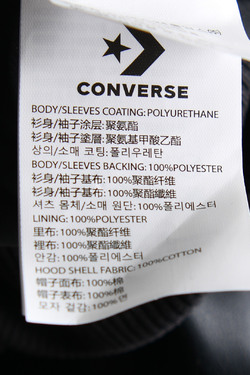 CONVERSE
BODY/SLEEVES COATING: POLYURETHANE
衫身/袖子涂层: 聚氨酯
衫身/袖子塗層: 聚氨基甲酸乙酯
상의/소매 코팅: 폴리우레탄
BODY/SLEEVES BACKING: 100%POLYESTER
衫身/袖子基布: 100%聚酯纤维
衫身/袖子基布: 100%聚酯纖維
셔츠 몸체/소매 원단: 100%폴리에스터
LINING: 100%POLYESTER
里布: 100%聚酯纤维
裡布: 100%聚酯纖維
안감: 100%폴리에스터
HOOD SHELL FABRIC: 100%COTTON
帽子面布: 100%棉
帽子表布: 100%棉
모자 겉감: 100%면